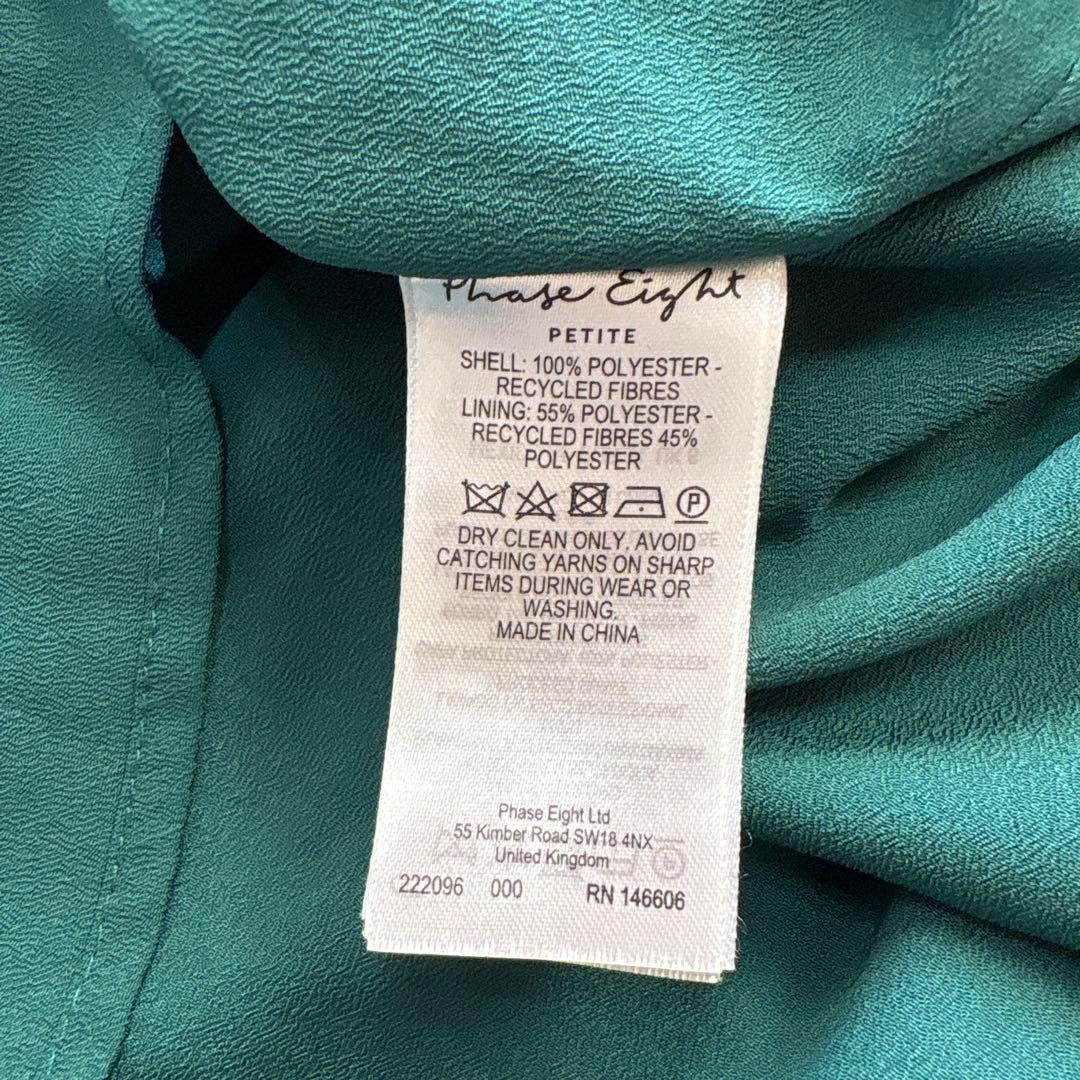 Phase Eight
PETITE
SHELL: 100% POLYESTER -
RECYCLED FIBRES
LINING: 55% POLYESTER -
RECYCLED FIBRES 45%
POLYESTER
P
DRY CLEAN ONLY. AVOID
CATCHING YARNS ON SHARP
ITEMS DURING WEAR OR
WASHING.
MADE IN CHINA
Phase Eight Ltd
55 Kimber Road SW18 4NX
United Kingdom
222096 000 RN 146606